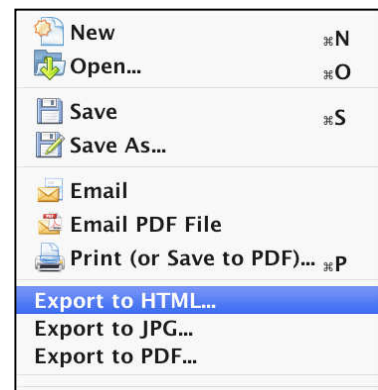 New ⌘N
Open... ⌘O
Save ⌘S
Save As...
Email
Email PDF File
Print (or Save to PDF)... ⌘P
Export to HTML...
Export to JPG...
Export to PDF...